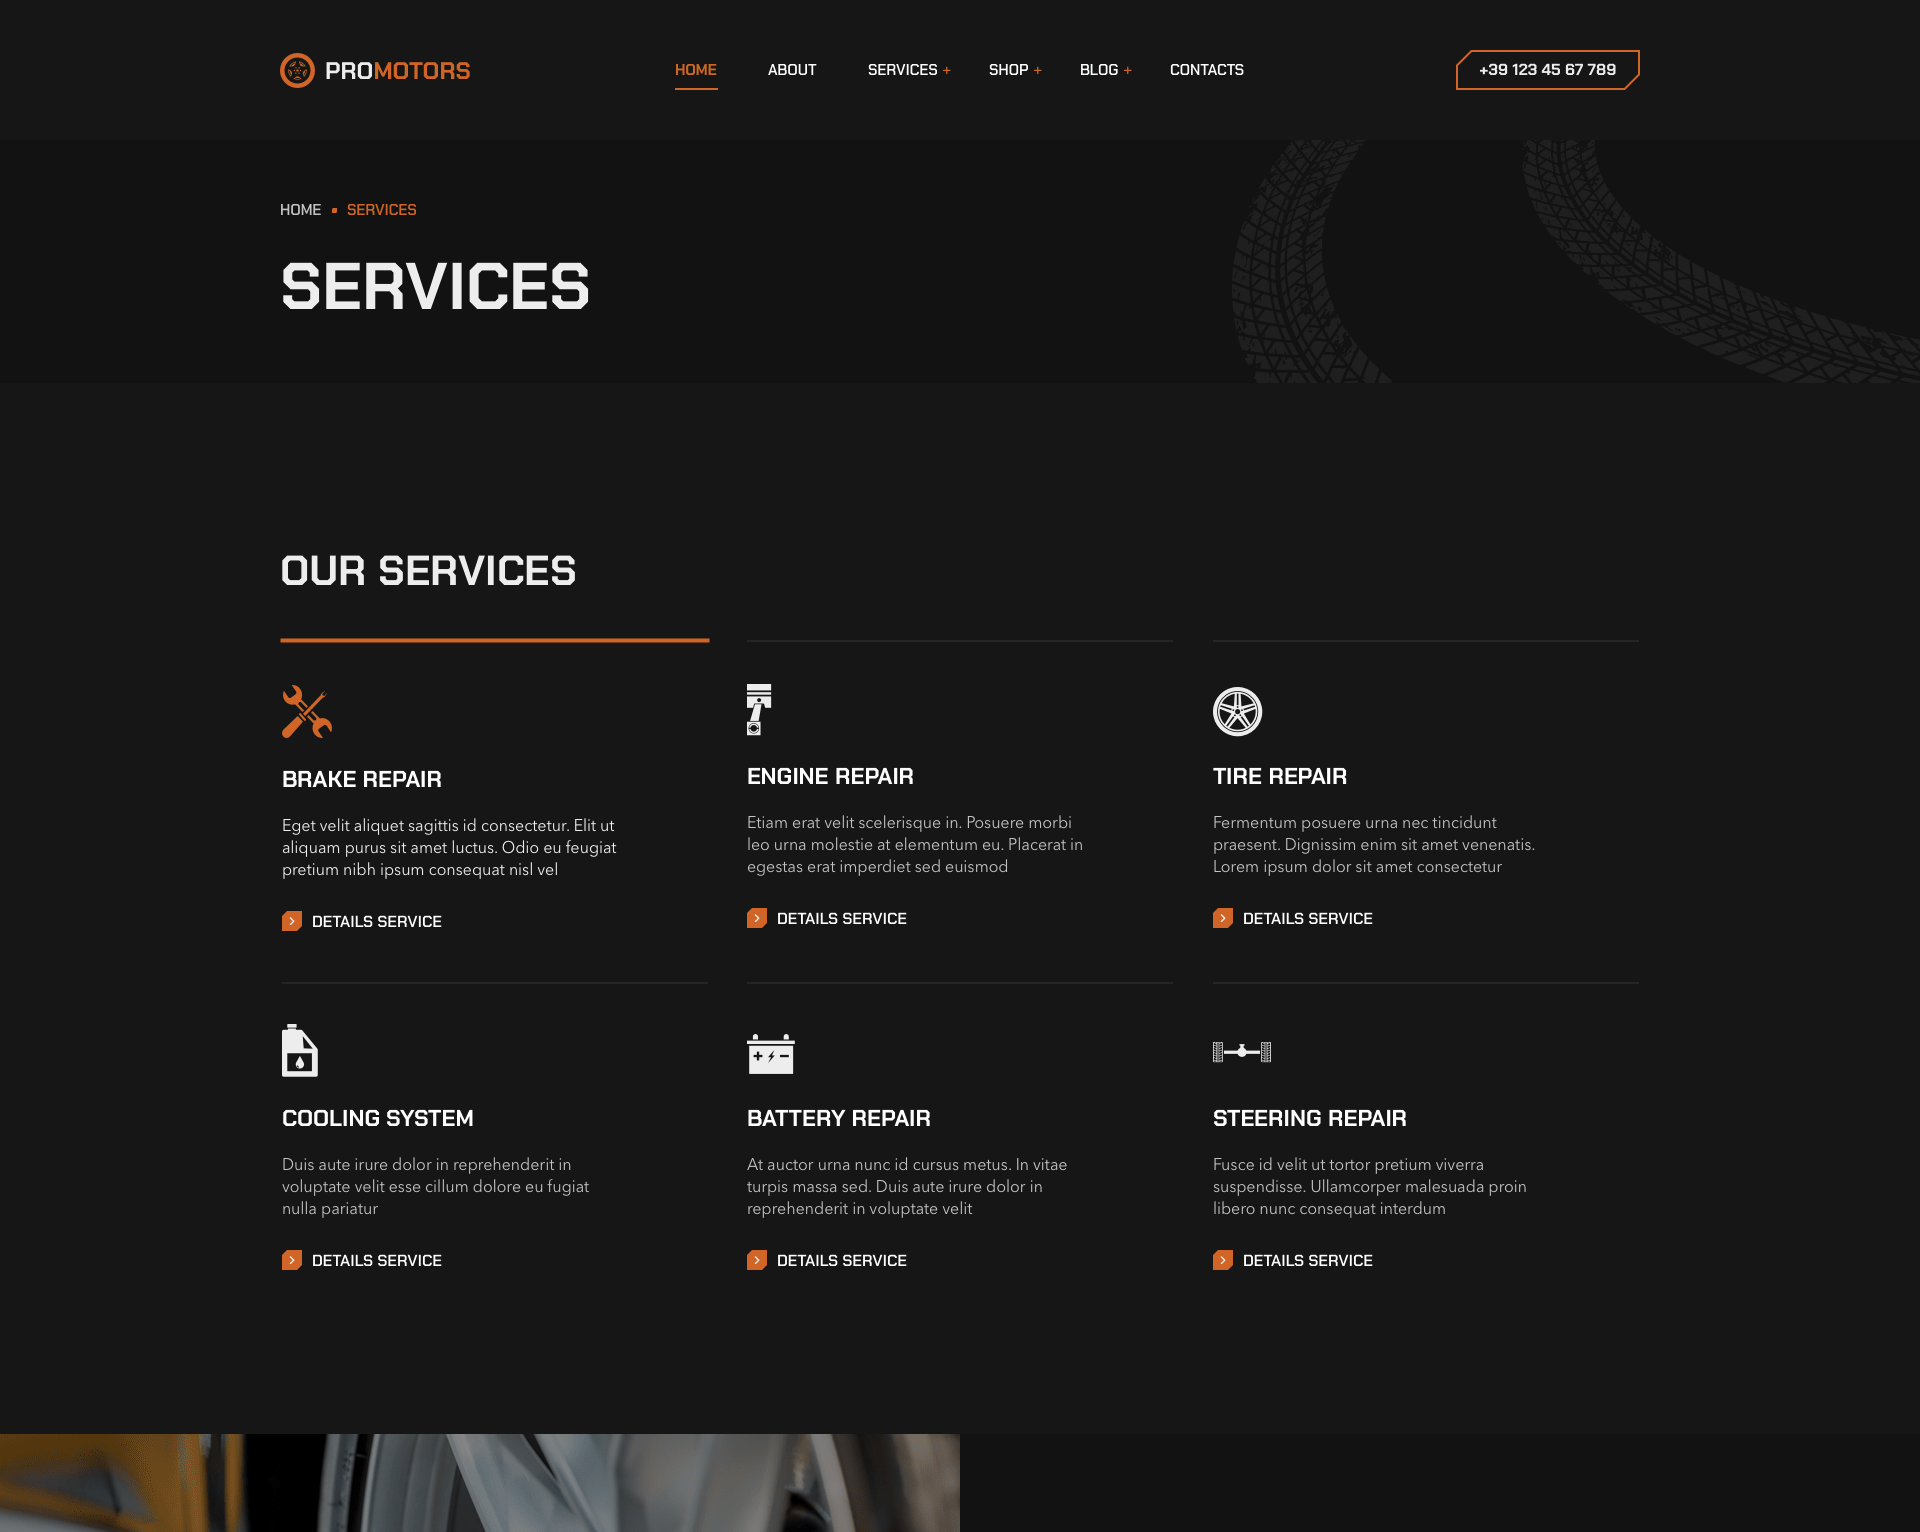 PROMOTORS
HOME
ABOUT
SERVICES +
SHOP +
BLOG +
CONTACTS
+39 123 45 67 789
HOME ▪ SERVICES
SERVICES
OUR SERVICES
BRAKE REPAIR
Eget velit aliquet sagittis id consectetur. Elit ut
aliquam purus sit amet luctus. Odio eu feugiat
pretium nibh ipsum consequat nisl vel
DETAILS SERVICE
ENGINE REPAIR
Etiam erat velit scelerisque in. Posuere morbi
leo urna molestie at elementum eu. Placerat in
egestas erat imperdiet sed euismod
DETAILS SERVICE
TIRE REPAIR
Fermentum posuere urna nec tincidunt
praesent. Dignissim enim sit amet venenatis.
Lorem ipsum dolor sit amet consectetur
DETAILS SERVICE
COOLING SYSTEM
Duis aute irure dolor in reprehenderit in
voluptate velit esse cillum dolore eu fugiat
nulla pariatur
DETAILS SERVICE
BATTERY REPAIR
At auctor urna nunc id cursus metus. In vitae
turpis massa sed. Duis aute irure dolor in
reprehenderit in voluptate velit
DETAILS SERVICE
STEERING REPAIR
Fusce id velit ut tortor pretium viverra
suspendisse. Ullamcorper malesuada proin
libero nunc consequat interdum
DETAILS SERVICE